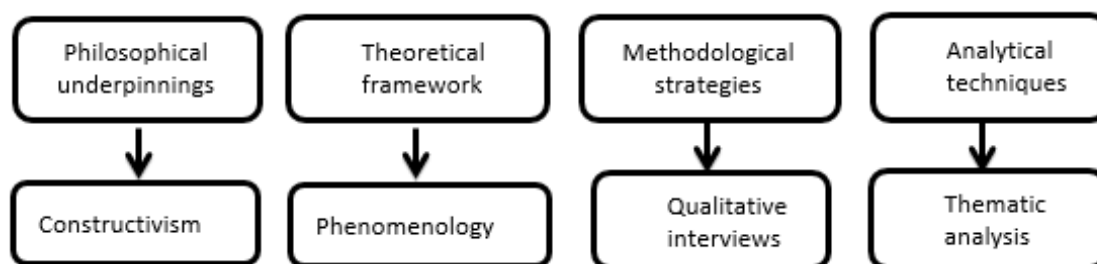 Philosophical
underpinnings
Theoretical
framework
Methodological
strategies
Analytical
techniques
Constructivism
Phenomenology
Qualitative
interviews
Thematic
analysis